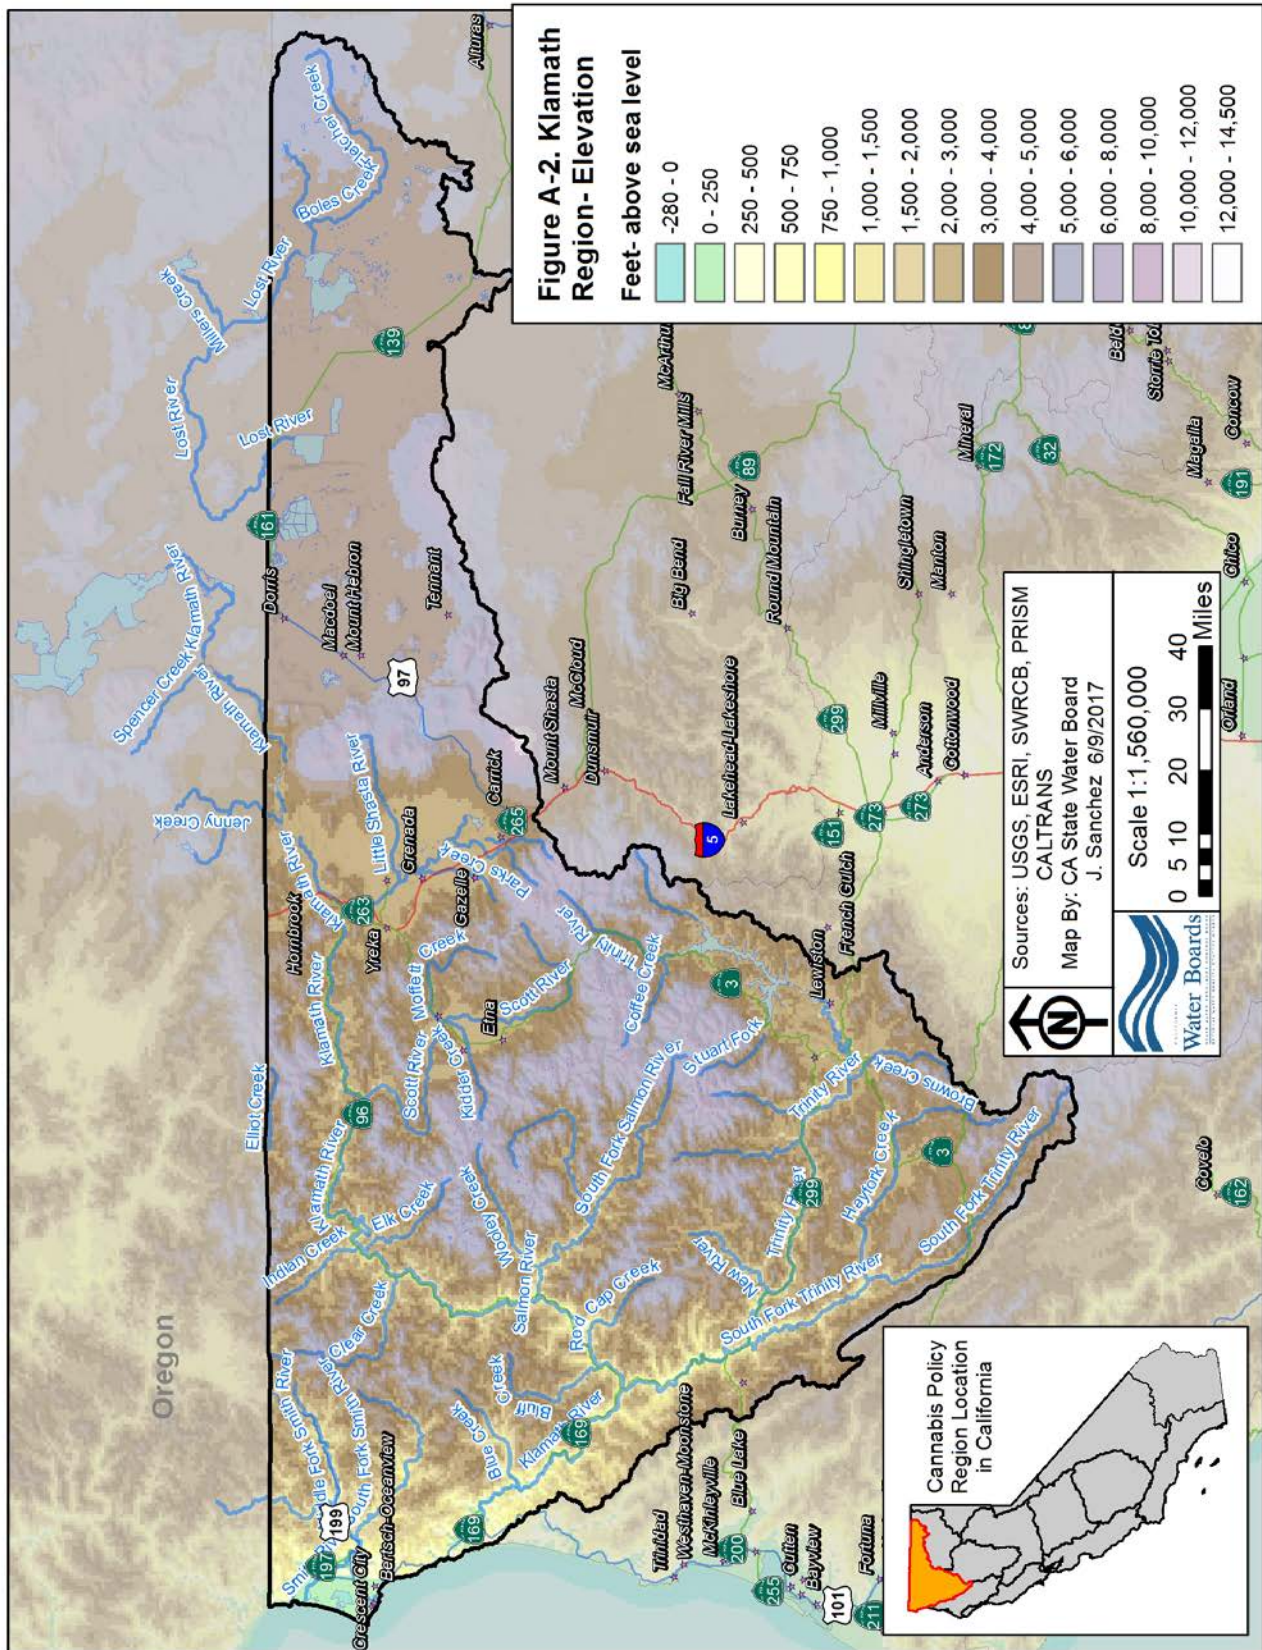 Figure A-2. Klamath
Region- Elevation
Feet- above sea level
-280 - 0
0 - 250
250 - 500
500 - 750
750 - 1,000
1,000 - 1,500
1,500 - 2,000
2,000 - 3,000
3,000 - 4,000
4,000 - 5,000
5,000 - 6,000
6,000 - 8,000
8,000 - 10,000
10,000 - 12,000
12,000 - 14,500
Oregon
Spencer Creek
Klamath River
Klamath River
Jenny Creek
Lost River
Millers Creek
Lost River
Lost River
Boles Creek
Fletcher Creek
Elliot Creek
Indian Creek
Klamath River
Klamath River
Klamath River
Elk Creek
Clear Creek
Middle Fork Smith River
South Fork Smith River
Smith River
197
199
Crescent City
Bertsch-Oceanview
169
Blue Creek
Bluff Creek
Klamath River
169
Red Cap Creek
Salmon River
Wooley Creek
South Fork Salmon River
96
Scott River
Kidder Creek
Moffett Creek
Scott River
Etna
Hornbrook
263
Yreka
Little Shasta River
Grenada
Gazelle
Parks Creek
Carrick
265
Dorris
161
Macdoel
Mount Hebron
97
Tennant
139
Alturas
Trinity River
Coffee Creek
Stuart Fork
3
Lewiston
French Gulch
Trinity River
Browns Creek
Trinity River
299
New River
Hayfork Creek
3
South Fork Trinity River
South Fork Trinity River
Mount Shasta
McCloud
Dunsmuir
5
Lakehead-Lakeshore
151
273
273
299
Millville
Anderson
Cottonwood
Big Bend
Round Mountain
Burney
89
Fall River Mills
McArthur
Shingletown
Manton
Mineral
172
32
Magalia
Concow
191
Chico
Orland
Covelo
162
Trinidad
Westhaven-Moonstone
McKinleyville
200
Blue Lake
255
Cutten
Bayview
101
Fortuna
211
Cannabis Policy
Region Location
in California
N
Sources: USGS, ESRI, SWRCB, PRISM
CALTRANS
Map By: CA State Water Board
J. Sanchez 6/9/2017
Water Boards
Scale 1:1,560,000
0 5 10 20 30 40
Miles